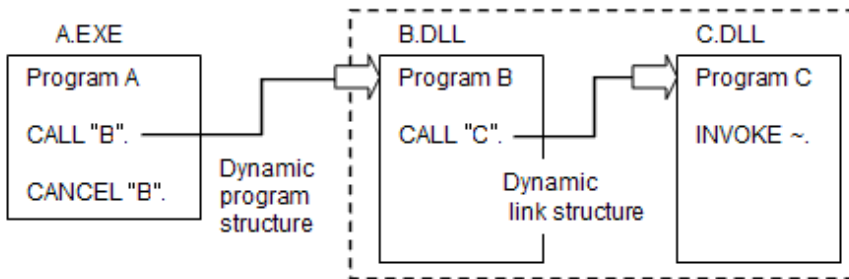 A.EXE
Program A
CALL "B".
CANCEL "B".
Dynamic
program
structure
B.DLL
Program B
CALL "C".
Dynamic
link structure
C.DLL
Program C
INVOKE ~.